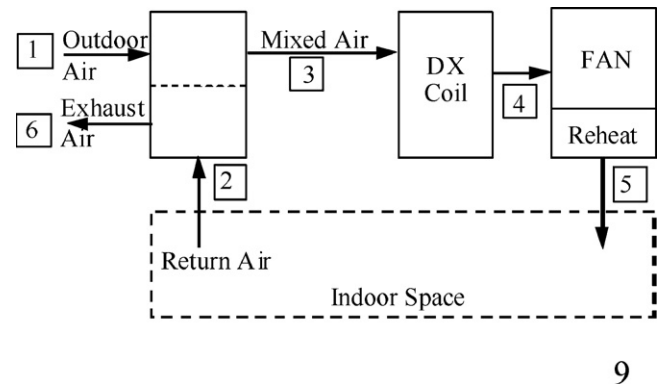 1 Outdoor Air
Mixed Air
3
DX
Coil
4
FAN
Reheat
6 Exhaust Air
2
5
Return Air
Indoor Space
9